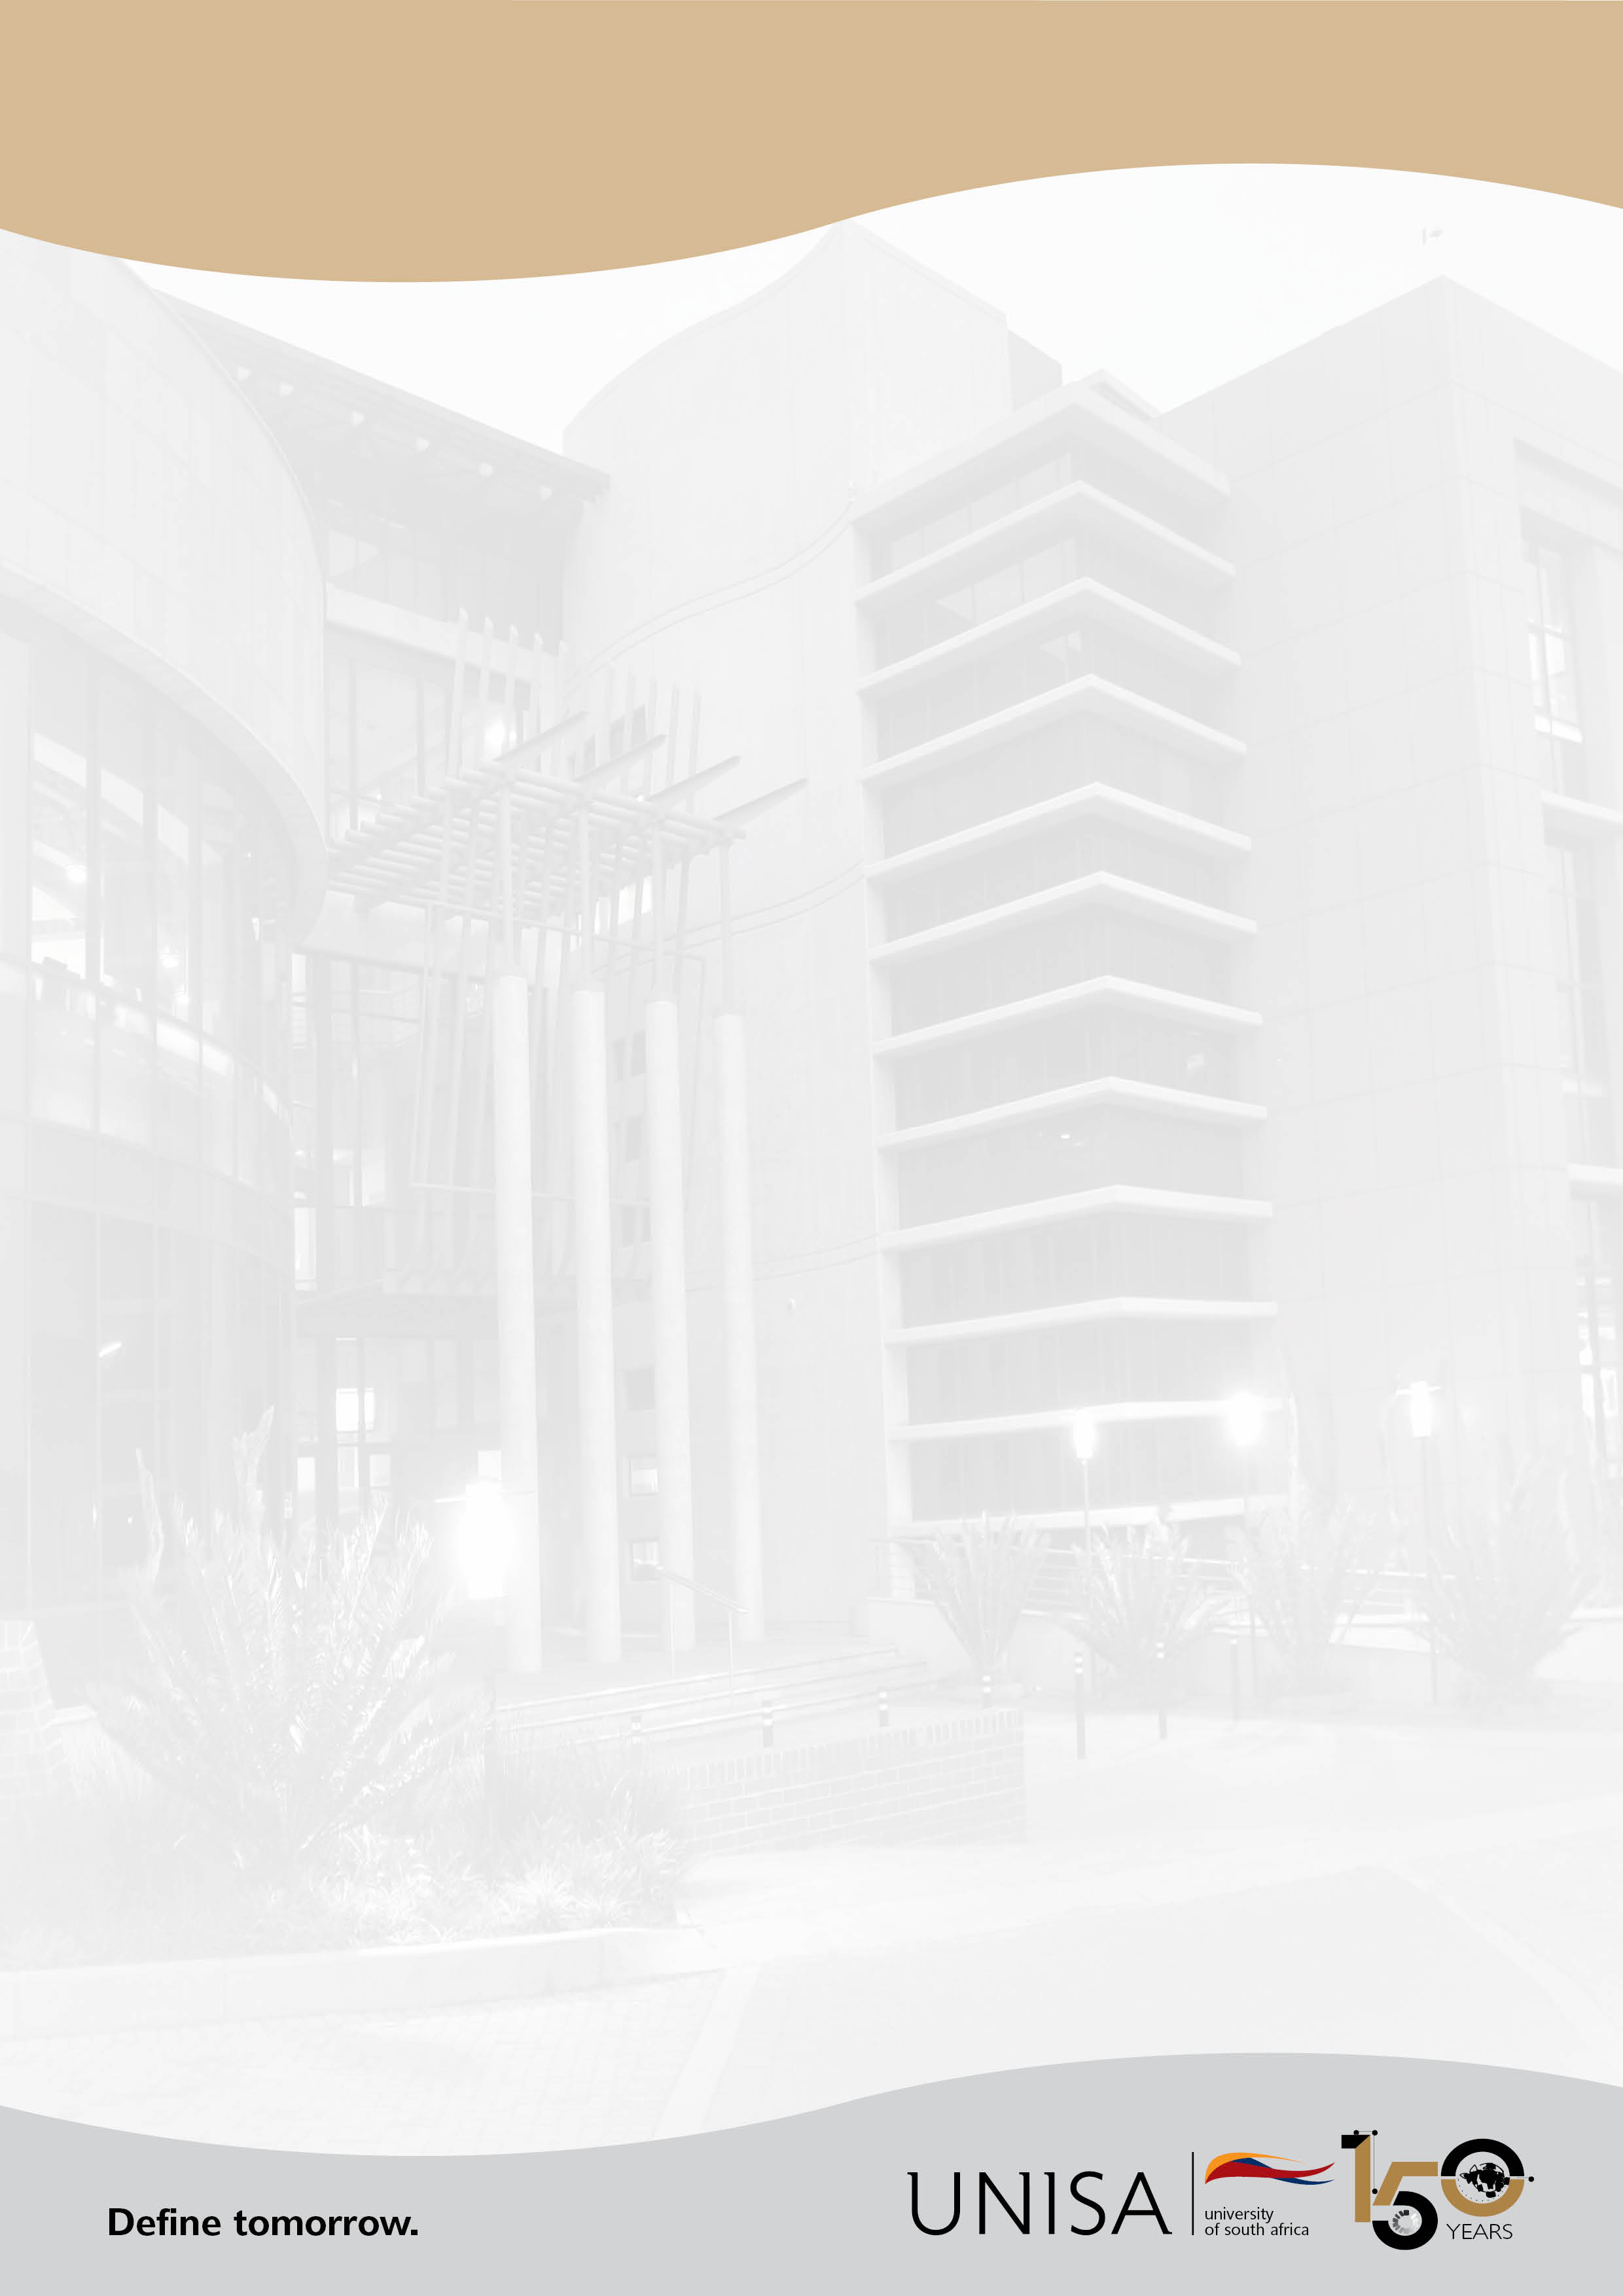 Define tomorrow.
UNISA
university
of south africa
150
YEARS